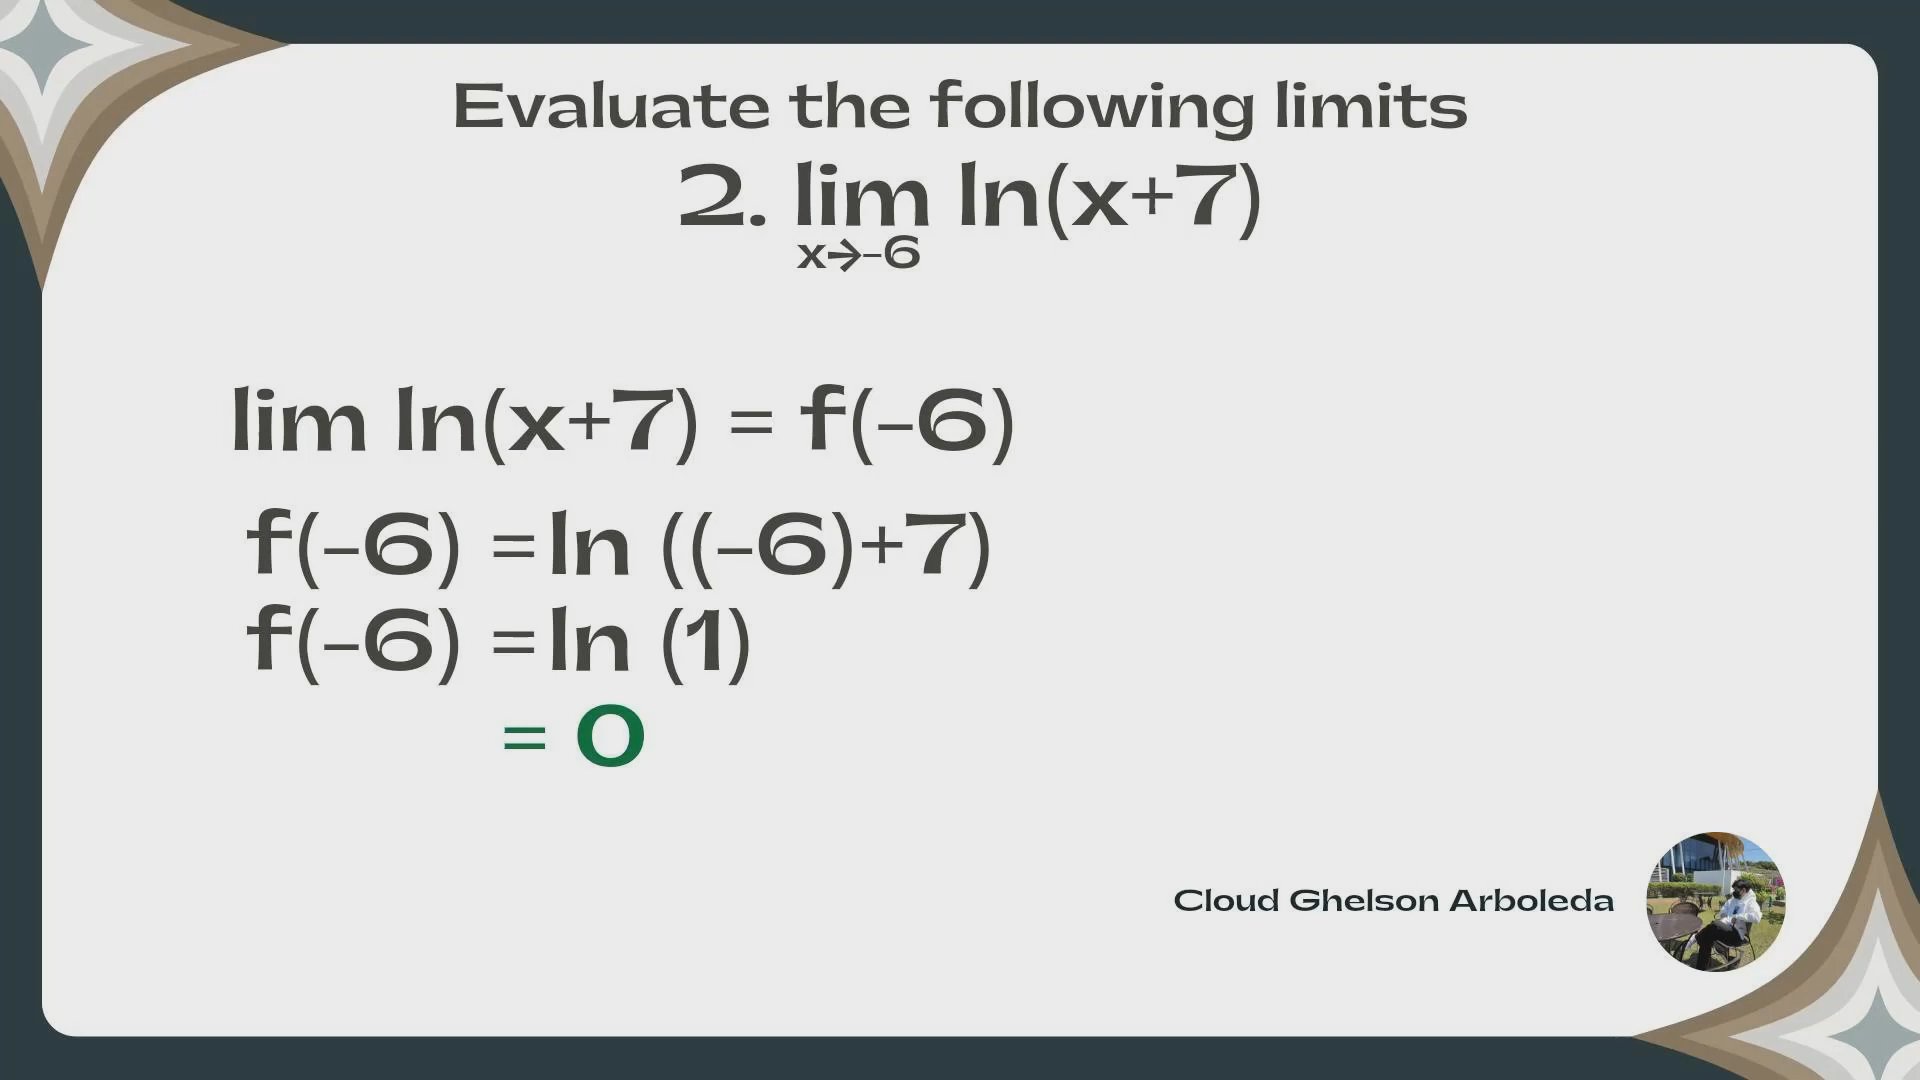 Evaluate the following limits
2. lim ln(x+7)
x→-6
lim ln(x+7) = f(-6)
f(-6) =ln ((-6)+7)
f(-6) =ln (1)
= 0
Cloud Ghelson Arboleda